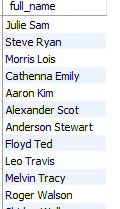 full_name
Julie Sam
Steve Ryan
Morris Lois
Cathenna Emily
Aaron Kim
Alexander Scot
Anderson Stewart
Floyd Ted
Leo Travis
Melvin Tracy
Roger Walson